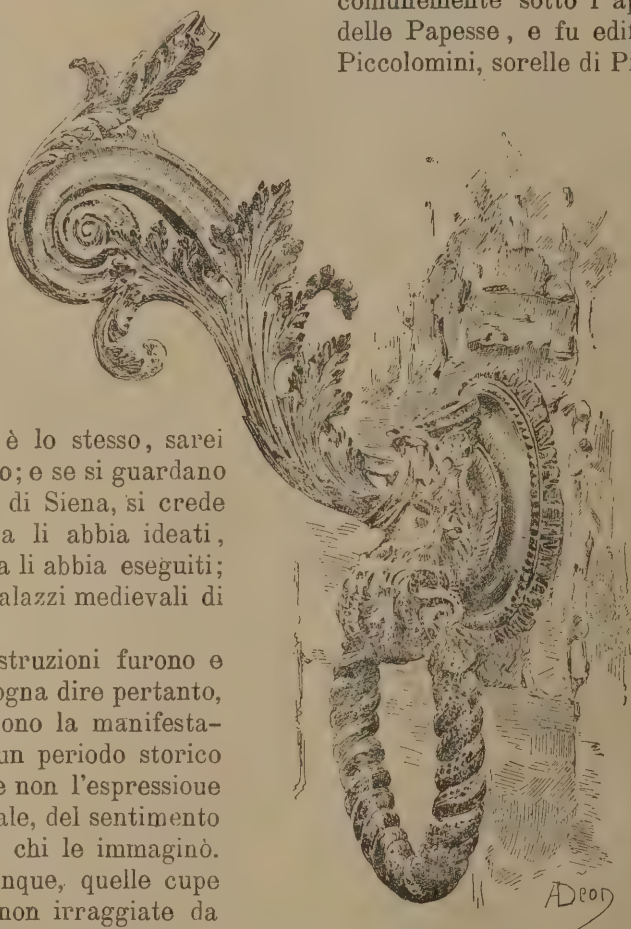 delle Papesse, e fu edif
Piccolomini, sorelle di P
è lo stesso, sarei
o; e se si guardano
di Siena, si crede
a li abbia ideati,
a li abbia eseguiti;
alazzi medievali di
struzioni furono e
ogna dire pertanto,
ono la manifesta-
un periodo storico
e non l'espressioue
ale, del sentimento
chi le immaginò.
nque, quelle cupe
non irraggiate da
ADeon